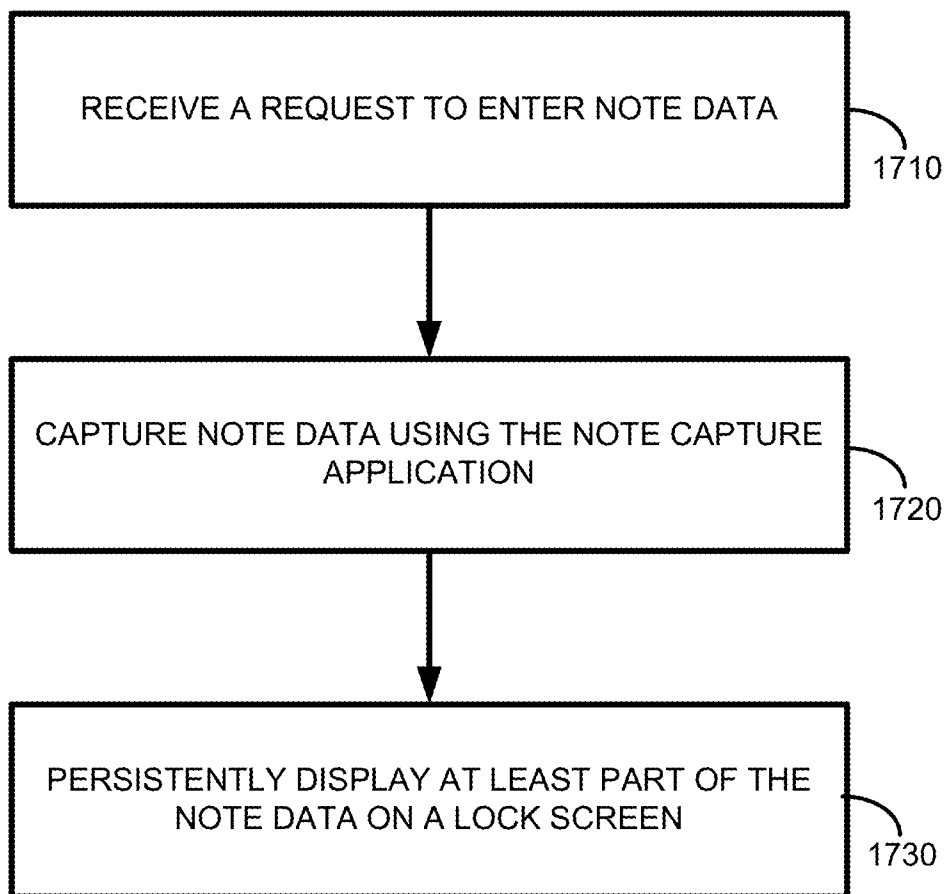 RECEIVE A REQUEST TO ENTER NOTE DATA
1710
CAPTURE NOTE DATA USING THE NOTE CAPTURE
APPLICATION
1720
PERSISTENTLY DISPLAY AT LEAST PART OF THE
NOTE DATA ON A LOCK SCREEN
1730